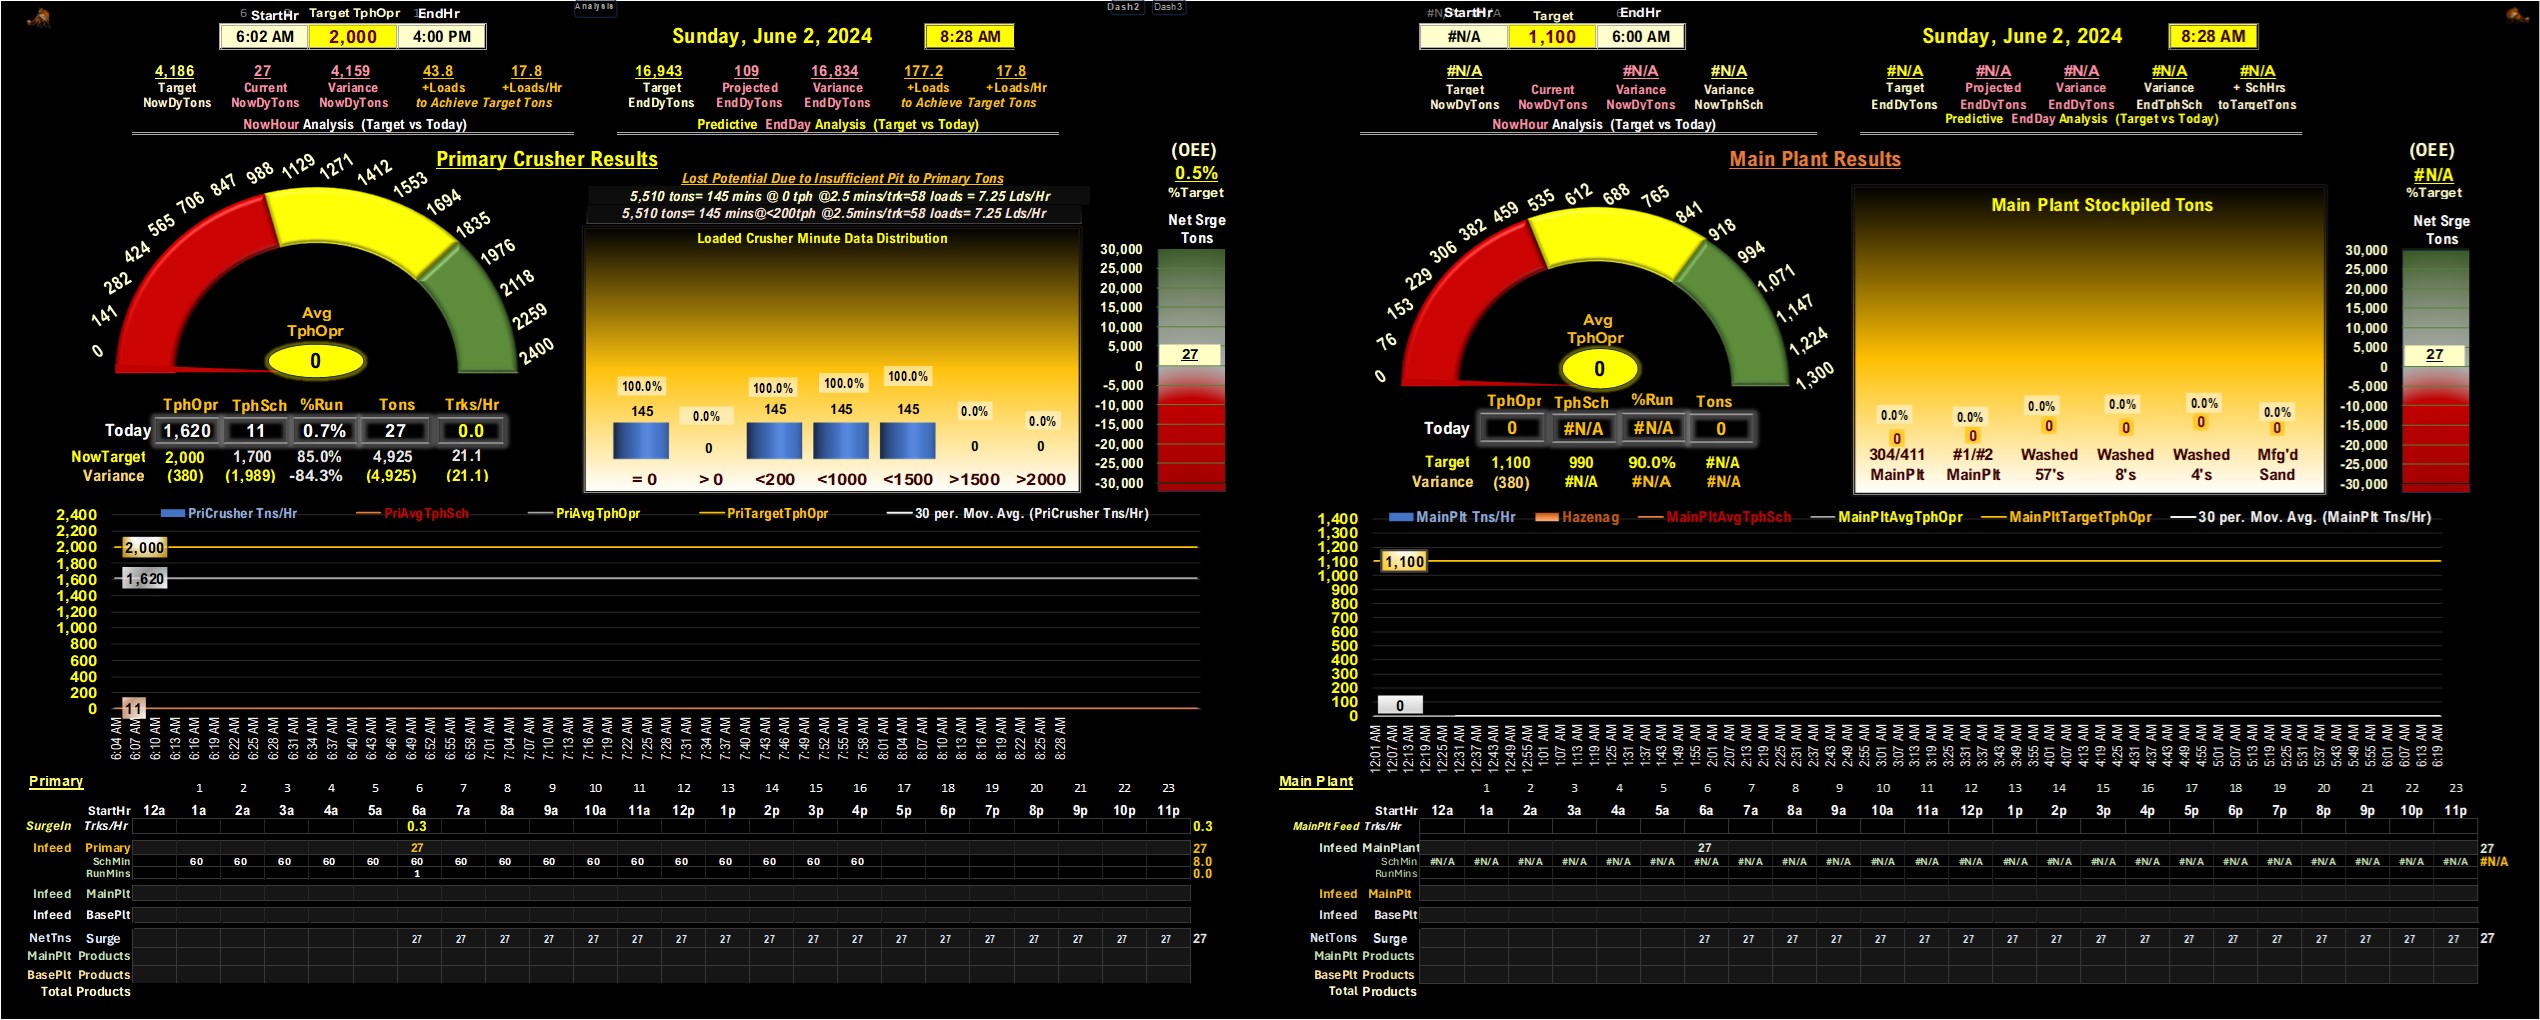 Analysis
Dash2 Dash3
StartHr Target TphOpr EndHr
6:02 AM 2,000 4:00 PM
Sunday, June 2, 2024 8:28 AM
4,186 27 4,159 43.8 17.8
Target Current Variance +Loads +Loads/Hr
NowDyTons NowDyTons NowDyTons to Achieve Target Tons
NowHour Analysis (Target vs Today)
16,943 109 16,834 177.2 17.8
Target Projected Variance +Loads +Loads/Hr
EndDyTons EndDyTons EndDyTons to Achieve Target Tons
Predictive EndDay Analysis (Target vs Today)
Primary Crusher Results
0 141 282 424 565 706 847 988 1129 1271 1412 1553 1694 1835 1976 2118 2259 2400
Avg
TphOpr
0
Lost Potential Due to Insufficient Pit to Primary Tons
5,510 tons= 145 mins @ 0 tph @2.5 mins/trk=58 loads = 7.25 Lds/Hr
5,510 tons= 145 mins@<200tph @2.5mins/trk=58 loads= 7.25 Lds/Hr
Loaded Crusher Minute Data Distribution
100.0% 0.0% 100.0% 100.0% 100.0% 0.0% 0.0%
145 0 145 145 145 0 0
= 0 > 0 <200 <1000 <1500 >1500 >2000
(OEE)
0.5%
%Target
Net Srge
Tons
30,000
25,000
20,000
15,000
10,000
5,000
0
-5,000
-10,000
-15,000
-20,000
-25,000
-30,000
27
TphOpr TphSch %Run Tons Trks/Hr
Today 1,620 11 0.7% 27 0.0
NowTarget 2,000 1,700 85.0% 4,925 21.1
Variance (380) (1,989) -84.3% (4,925) (21.1)
PriCrusher Tns/Hr PriAvgTphSch PriAvgTphOpr PriTargetTphOpr 30 per. Mov. Avg. (PriCrusher Tns/Hr)
2,400
2,200
2,000
1,800
1,600
1,400
1,200
1,000
800
600
400
200
0
2,000
1,620
11
6:04 AM 6:07 AM 6:10 AM 6:13 AM 6:16 AM 6:19 AM 6:22 AM 6:25 AM 6:28 AM 6:31 AM 6:34 AM 6:37 AM 6:40 AM 6:43 AM 6:46 AM 6:49 AM 6:52 AM 6:55 AM 6:58 AM 7:01 AM 7:04 AM 7:07 AM 7:10 AM 7:13 AM 7:16 AM 7:19 AM 7:22 AM 7:25 AM 7:28 AM 7:31 AM 7:34 AM 7:37 AM 7:40 AM 7:43 AM 7:46 AM 7:49 AM 7:52 AM 7:55 AM 7:58 AM 8:01 AM 8:04 AM 8:07 AM 8:10 AM 8:13 AM 8:16 AM 8:19 AM 8:22 AM 8:25 AM 8:28 AM
Primary
1 2 3 4 5 6 7 8 9 10 11 12 13 14 15 16 17 18 19 20 21 22 23
StartHr 12a 1a 2a 3a 4a 5a 6a 7a 8a 9a 10a 11a 12p 1p 2p 3p 4p 5p 6p 7p 8p 9p 10p 11p
SurgeIn Trks/Hr 0.3 0.3
Infeed Primary 27 27
SchMin 60 60 60 60 60 60 60 60 60 60 60 60 60 60 60 60 8.0
RunMins 1 0.0
Infeed MainPlt
Infeed BasePlt
NetTns Surge 27 27 27 27 27 27 27 27 27 27 27 27 27 27 27 27 27 27 27
MainPlt Products
BasePlt Products
Total Products
StartHr Target EndHr
#N/A 1,100 6:00 AM
Sunday, June 2, 2024 8:28 AM
#N/A #N/A #N/A
Target Current Variance Variance
NowDyTons NowDyTons NowDyTons NowTphSch
NowHour Analysis (Target vs Today)
#N/A #N/A #N/A #N/A #N/A
Target Projected Variance Variance + SchHrs
EndDyTons EndDyTons EndDyTons EndTphSch toTargetTons
Predictive EndDay Analysis (Target vs Today)
Main Plant Results
0 76 153 229 306 382 459 535 612 688 765 841 918 994 1,071 1,147 1,224 1,300
Avg
TphOpr
0
Main Plant Stockpiled Tons
0.0% 0.0% 0.0% 0.0% 0.0% 0.0%
0 0 0 0 0 0
304/411 #1/#2 Washed Washed Washed Mfg'd
MainPlt MainPlt 57's 8's 4's Sand
(OEE)
#N/A
%Target
Net Srge
Tons
30,000
25,000
20,000
15,000
10,000
5,000
0
-5,000
-10,000
-15,000
-20,000
-25,000
-30,000
27
TphOpr TphSch %Run Tons
Today 0 #N/A #N/A 0
Target 1,100 990 90.0% #N/A
Variance (380) #N/A #N/A #N/A
MainPlt Tns/Hr Hazenag MainPltAvgTphSch MainPltAvgTphOpr MainPltTargetTphOpr 30 per. Mov. Avg. (MainPlt Tns/Hr)
1,400
1,300
1,200
1,100
1,000
900
800
700
600
500
400
300
200
100
0
1,100
0
12:01 AM 12:07 AM 12:13 AM 12:19 AM 12:25 AM 12:31 AM 12:37 AM 12:43 AM 12:49 AM 12:55 AM 1:01 AM 1:07 AM 1:13 AM 1:19 AM 1:25 AM 1:31 AM 1:37 AM 1:43 AM 1:49 AM 1:55 AM 2:01 AM 2:07 AM 2:13 AM 2:19 AM 2:25 AM 2:31 AM 2:37 AM 2:43 AM 2:49 AM 2:55 AM 3:01 AM 3:07 AM 3:13 AM 3:19 AM 3:25 AM 3:31 AM 3:37 AM 3:43 AM 3:49 AM 3:55 AM 4:01 AM 4:07 AM 4:13 AM 4:19 AM 4:25 AM 4:31 AM 4:37 AM 4:43 AM 4:49 AM 4:55 AM 5:01 AM 5:07 AM 5:13 AM 5:19 AM 5:25 AM 5:31 AM 5:37 AM 5:43 AM 5:49 AM 5:55 AM 6:01 AM 6:07 AM 6:13 AM 6:19 AM
Main Plant
1 2 3 4 5 6 7 8 9 10 11 12 13 14 15 16 17 18 19 20 21 22 23
StartHr 12a 1a 2a 3a 4a 5a 6a 7a 8a 9a 10a 11a 12p 1p 2p 3p 4p 5p 6p 7p 8p 9p 10p 11p
MainPlt Feed Trks/Hr
Infeed MainPlant 27 27
SchMin #N/A #N/A #N/A #N/A #N/A #N/A #N/A #N/A #N/A #N/A #N/A #N/A #N/A #N/A #N/A #N/A #N/A #N/A #N/A #N/A #N/A #N/A #N/A #N/A #N/A
RunMins
Infeed MainPlt
Infeed BasePlt
NetTons Surge 27 27 27 27 27 27 27 27 27 27 27 27 27 27 27 27 27 27 27
MainPlt Products
BasePlt Products
Total Products